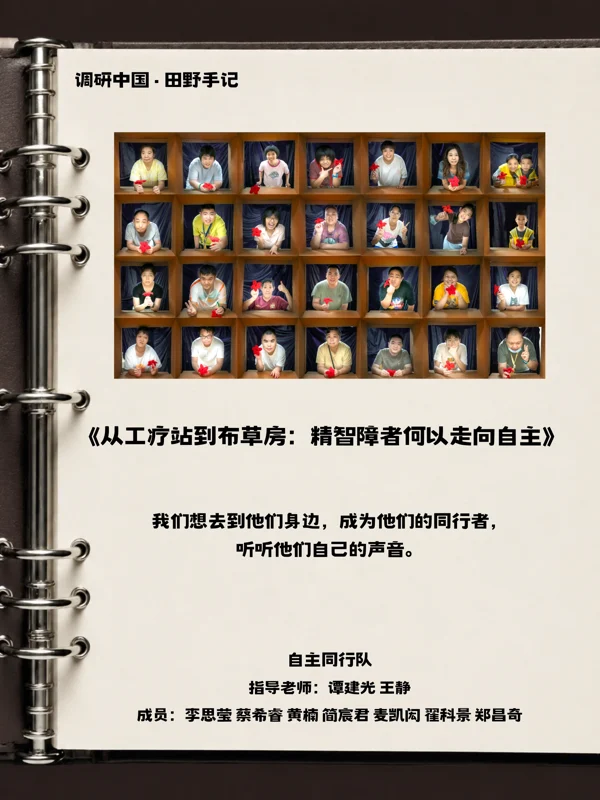 调研中国·田野手记
《从工疗站到布草房：精智障者何以走向自主》
我们想去到他们身边，成为他们的同行者，
听听他们自己的声音。
自主同行队
指导老师：谭建光 王静
成员：李思莹 蔡希睿 黄楠 简宸君 麦凯闳 翟科景 郑昌奇